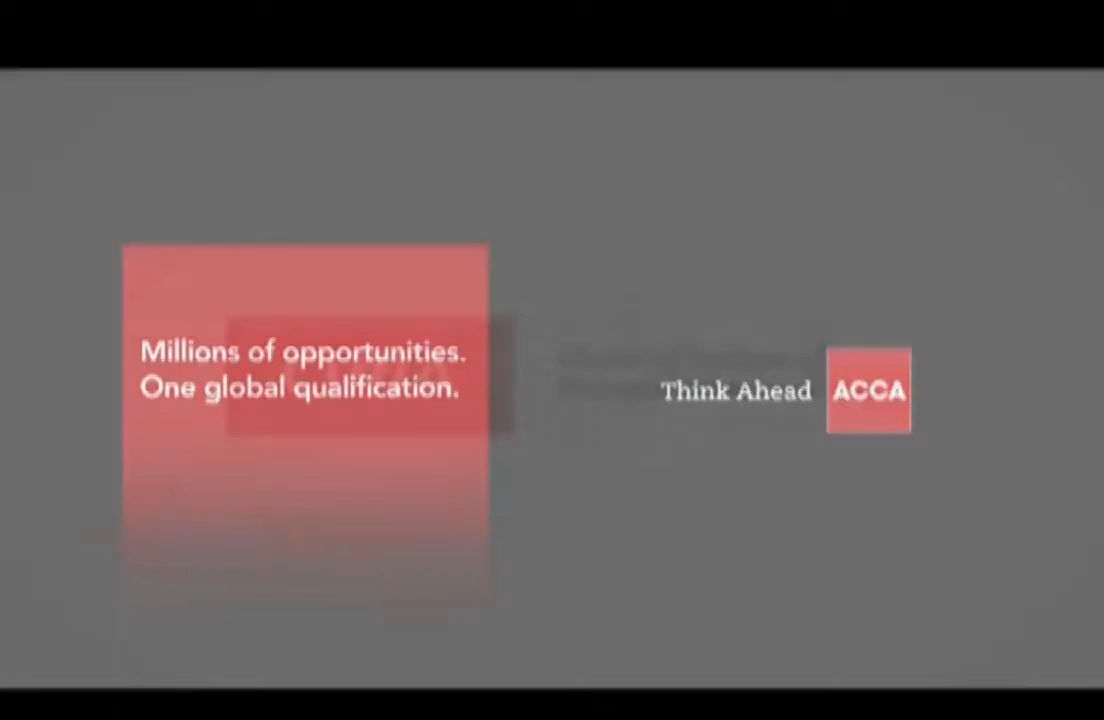 Millions of opportunities.
One global qualification.
Think Ahead
ACCA